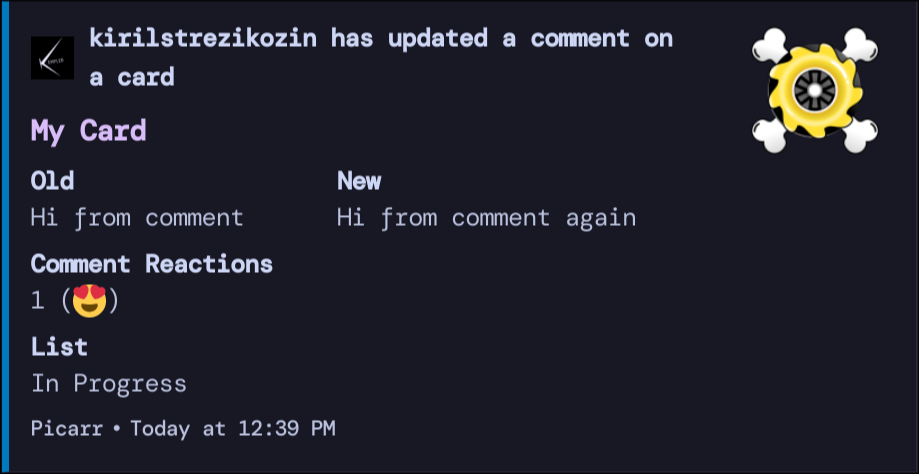 kirilstrezikozin has updated a comment on
a card
My Card
Old New
Hi from comment Hi from comment again
Comment Reactions
1 (😍)
List
In Progress
Picarr • Today at 12:39 PM